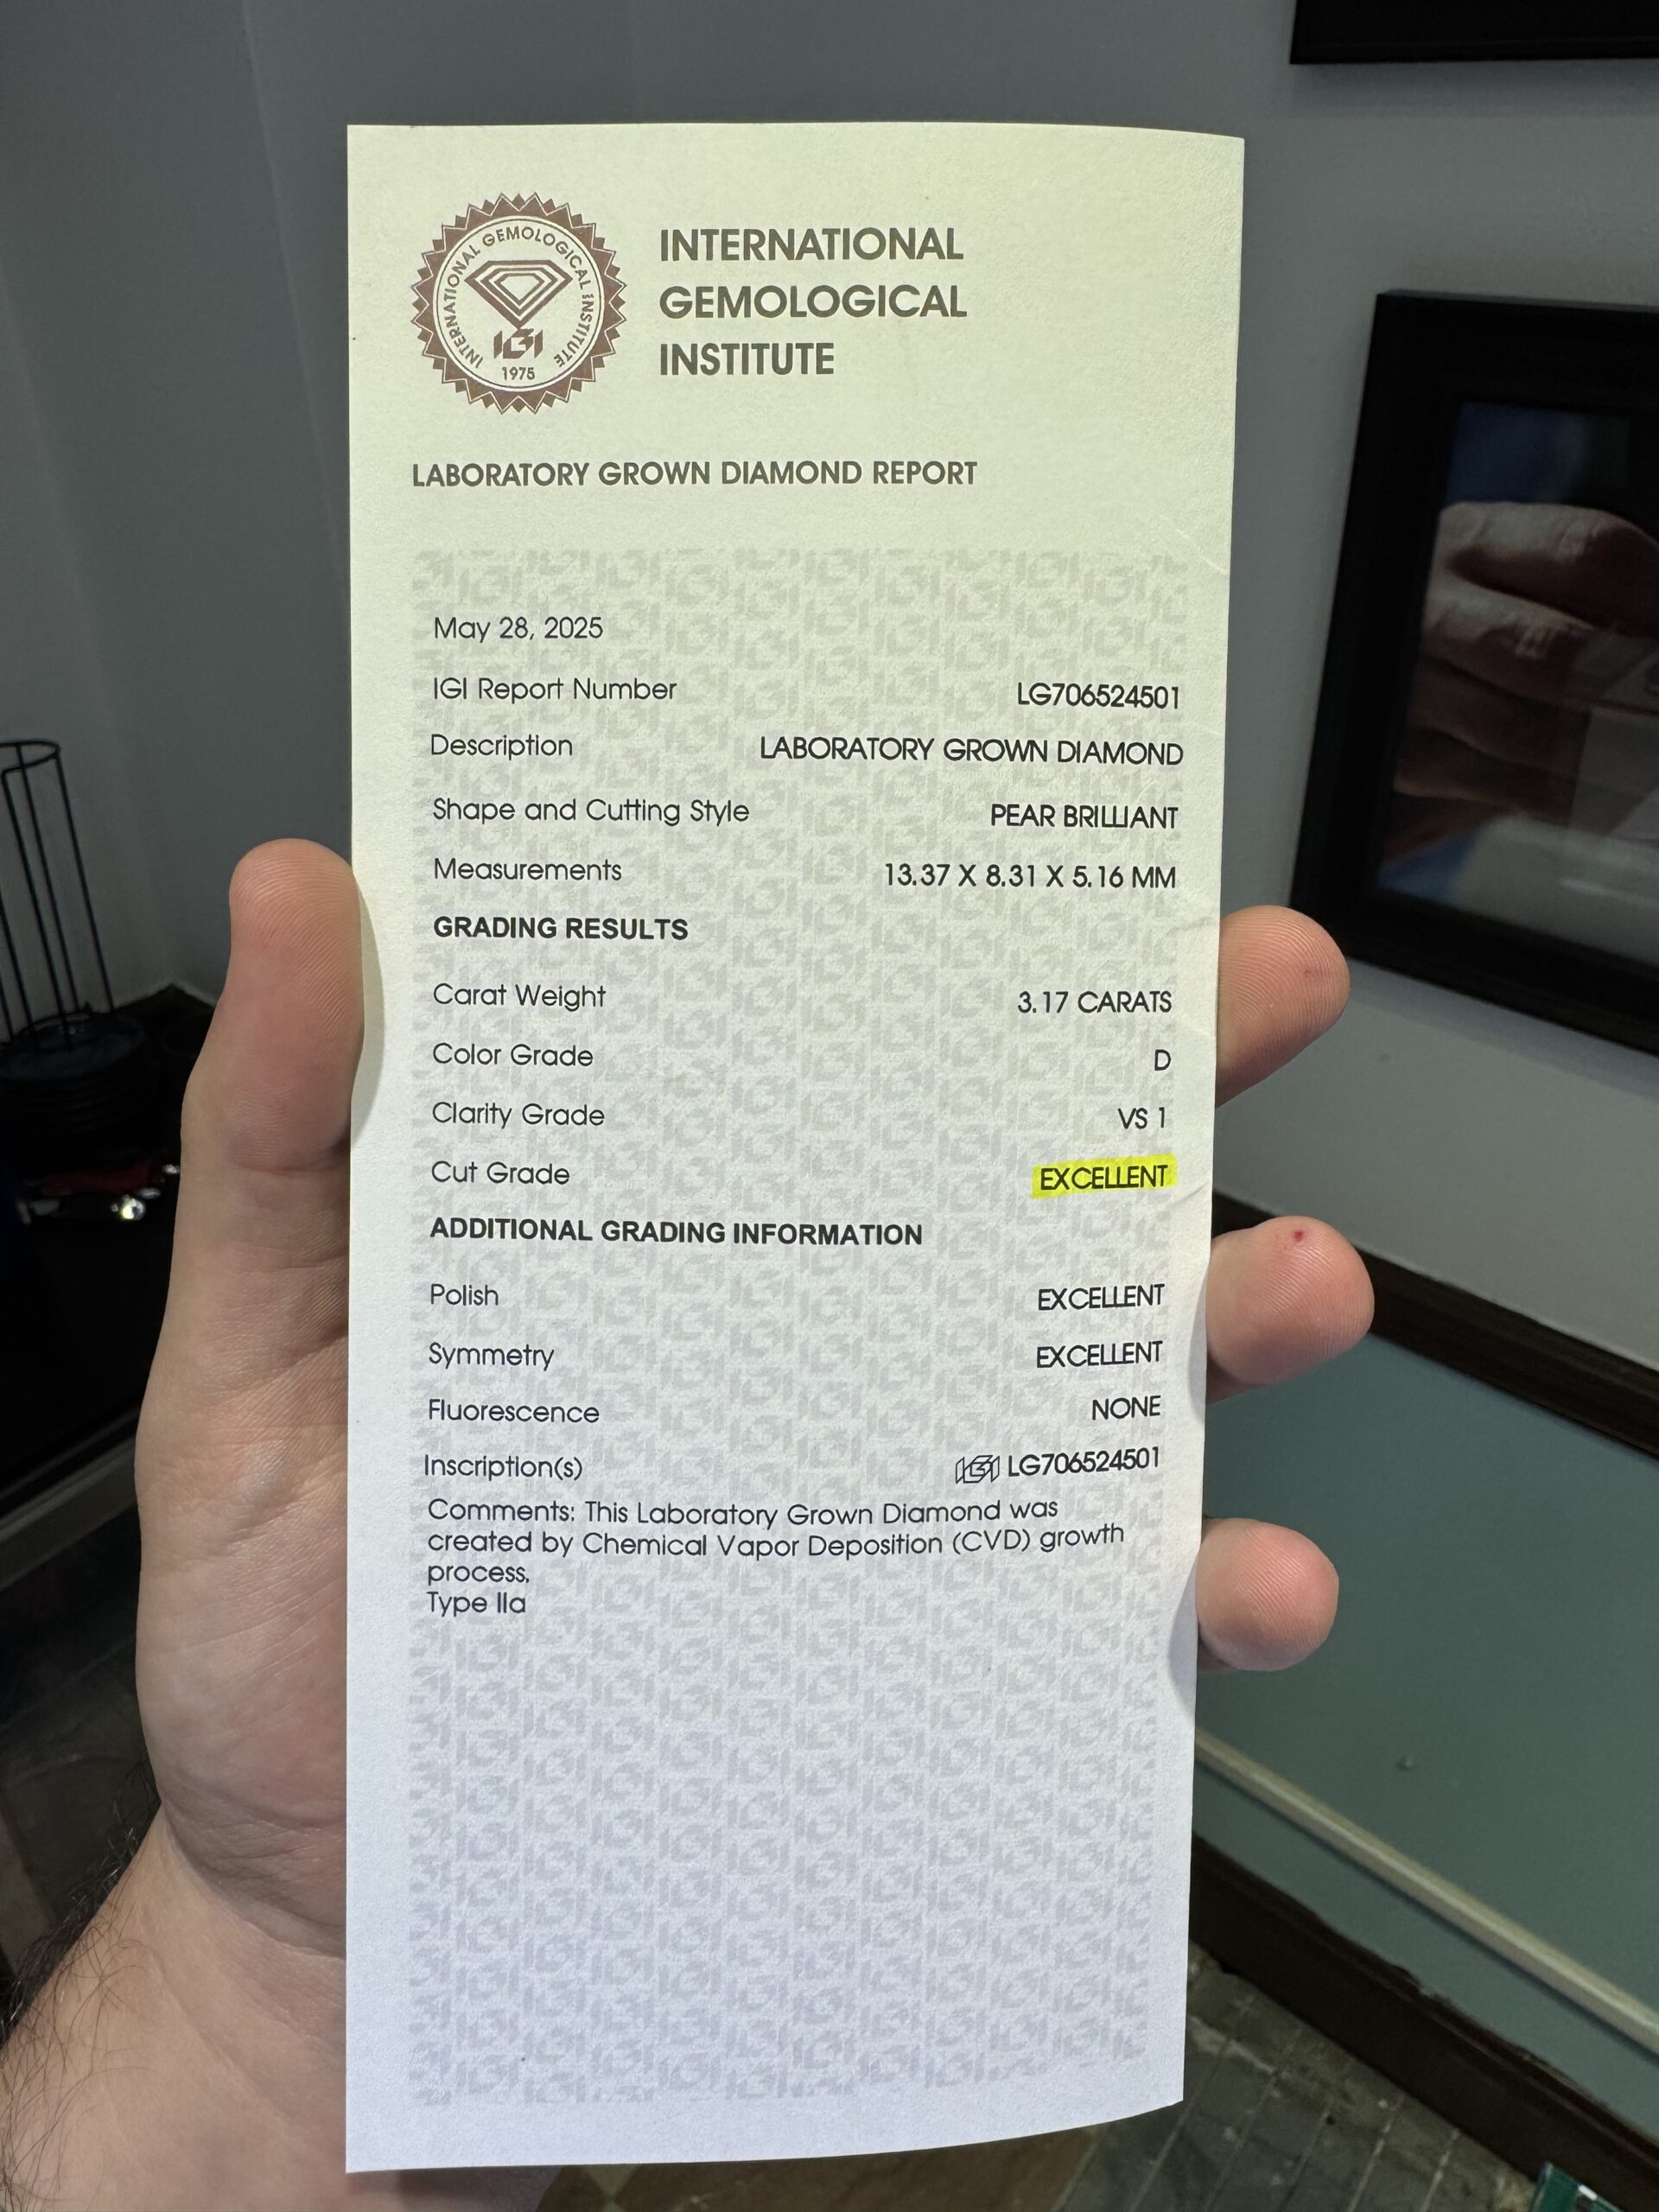 INTERNATIONAL GEMOLOGICAL INSTITUTE
IGI
1975
INTERNATIONAL
GEMOLOGICAL
INSTITUTE
LABORATORY GROWN DIAMOND REPORT
May 28, 2025
IGI Report Number LG706524501
Description LABORATORY GROWN DIAMOND
Shape and Cutting Style PEAR BRILLIANT
Measurements 13.37 X 8.31 X 5.16 MM
GRADING RESULTS
Carat Weight 3.17 CARATS
Color Grade D
Clarity Grade VS 1
Cut Grade EXCELLENT
ADDITIONAL GRADING INFORMATION
Polish EXCELLENT
Symmetry EXCELLENT
Fluorescence NONE
Inscription(s) IGI LG706524501
Comments: This Laboratory Grown Diamond was
created by Chemical Vapor Deposition (CVD) growth
process.
Type IIa